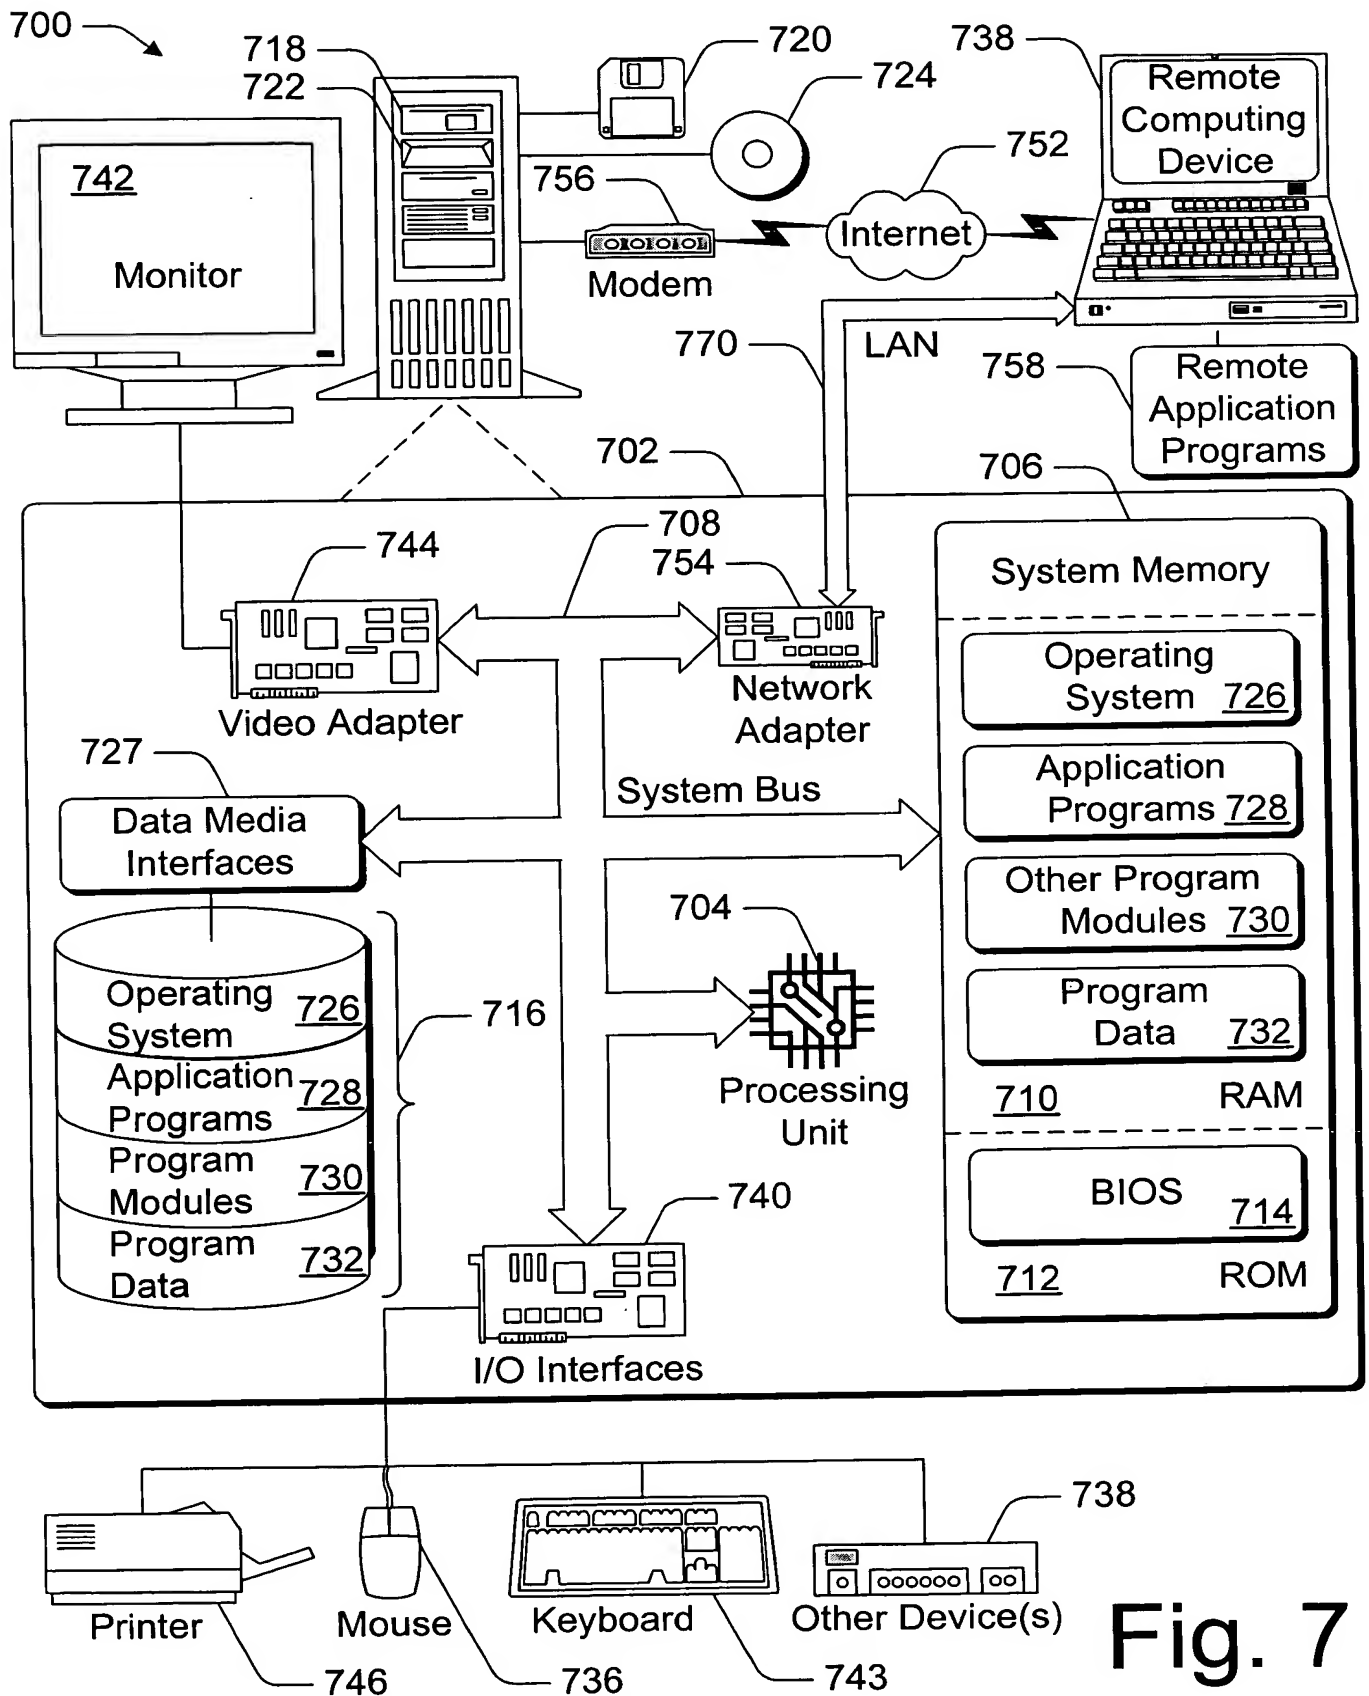 700
718
722
720
724
738
Remote
Computing
Device
742
Monitor
756
Modem
752
Internet
770
LAN
758
Remote
Application
Programs
702
706
708
744
754
Video Adapter
Network
Adapter
System Memory
Operating
System 726
Application
Programs 728
Other Program
Modules 730
Program
Data 732
710 RAM
BIOS 714
712 ROM
727
Data Media
Interfaces
System Bus
704
Processing
Unit
Operating
System 726
Application
Programs 728
Program
Modules 730
Program
Data 732
716
740
I/O Interfaces
738
Printer
Mouse
Keyboard
Other Device(s)
746
736
743
Fig. 7